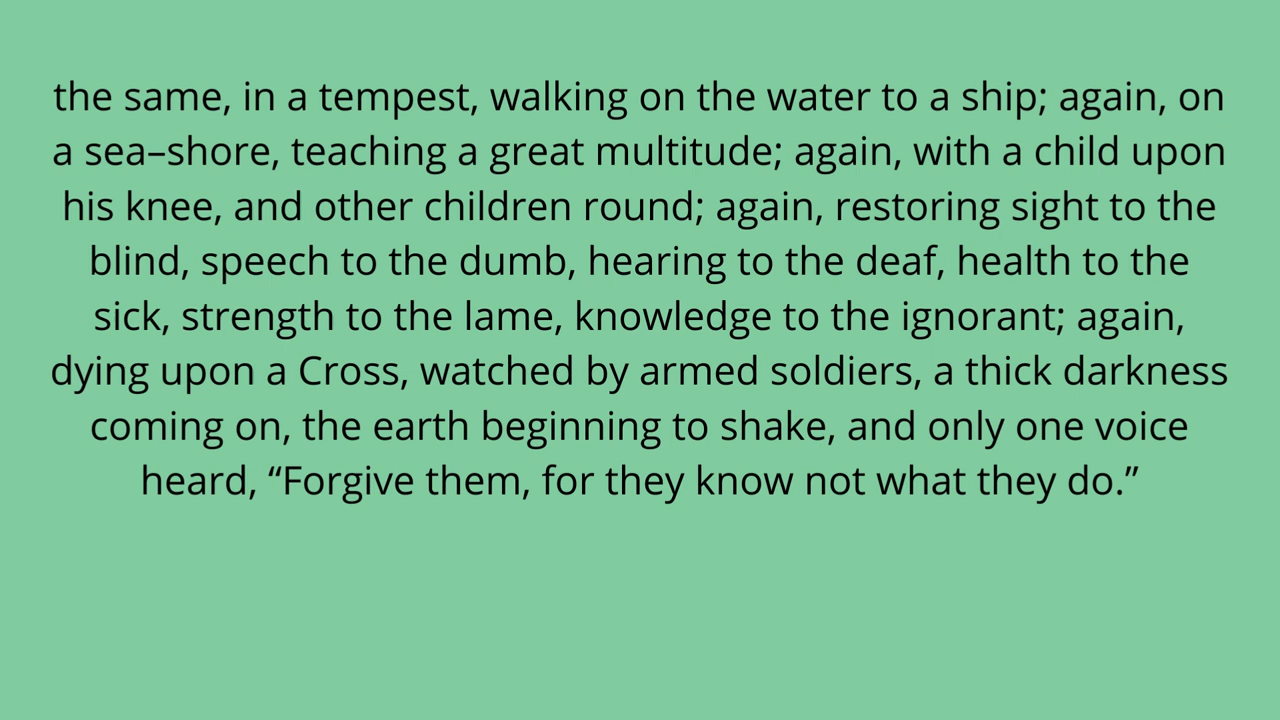 the same, in a tempest, walking on the water to a ship; again, on
a sea–shore, teaching a great multitude; again, with a child upon
his knee, and other children round; again, restoring sight to the
blind, speech to the dumb, hearing to the deaf, health to the
sick, strength to the lame, knowledge to the ignorant; again,
dying upon a Cross, watched by armed soldiers, a thick darkness
coming on, the earth beginning to shake, and only one voice
heard, “Forgive them, for they know not what they do.”